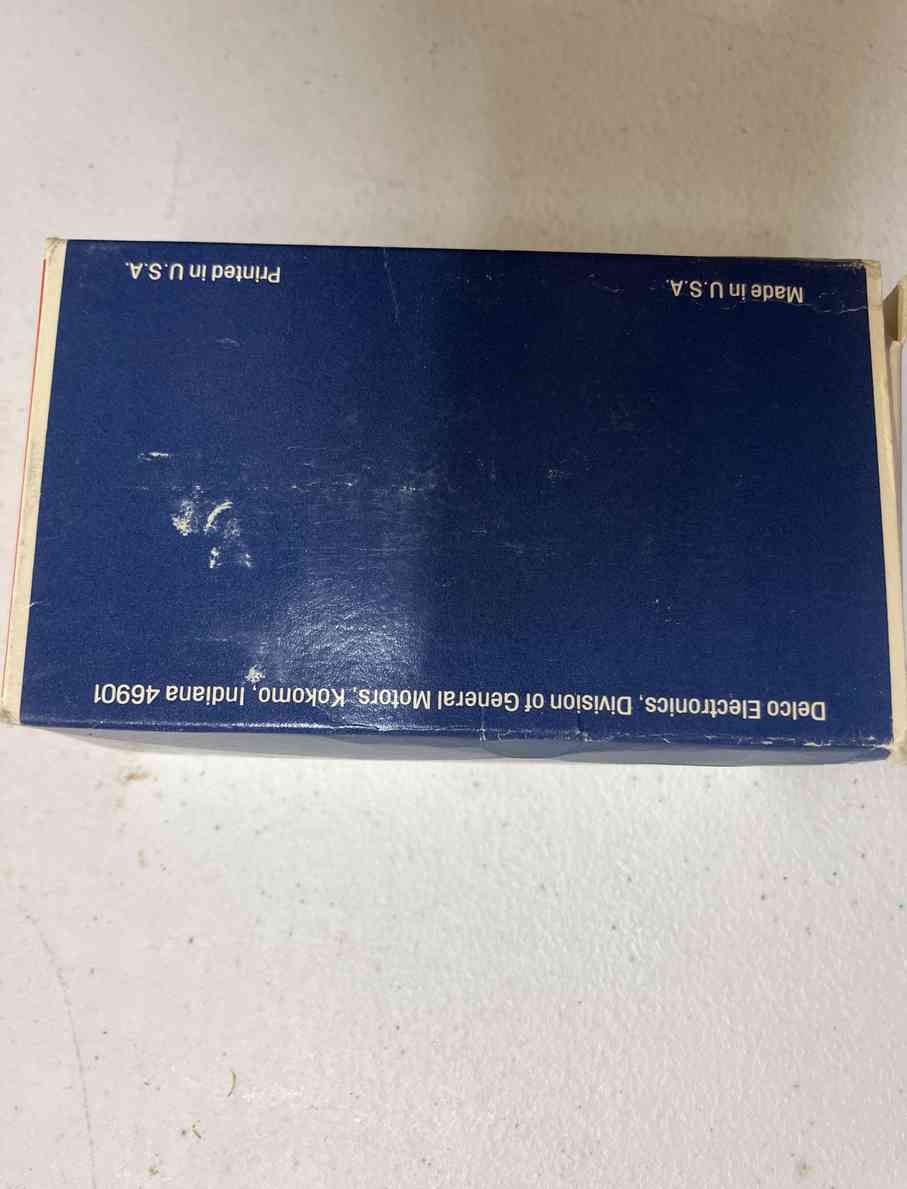 Delco Electronics, Division of General Motors, Kokomo, Indiana 46901
Made in U.S.A.
Printed in U.S.A.